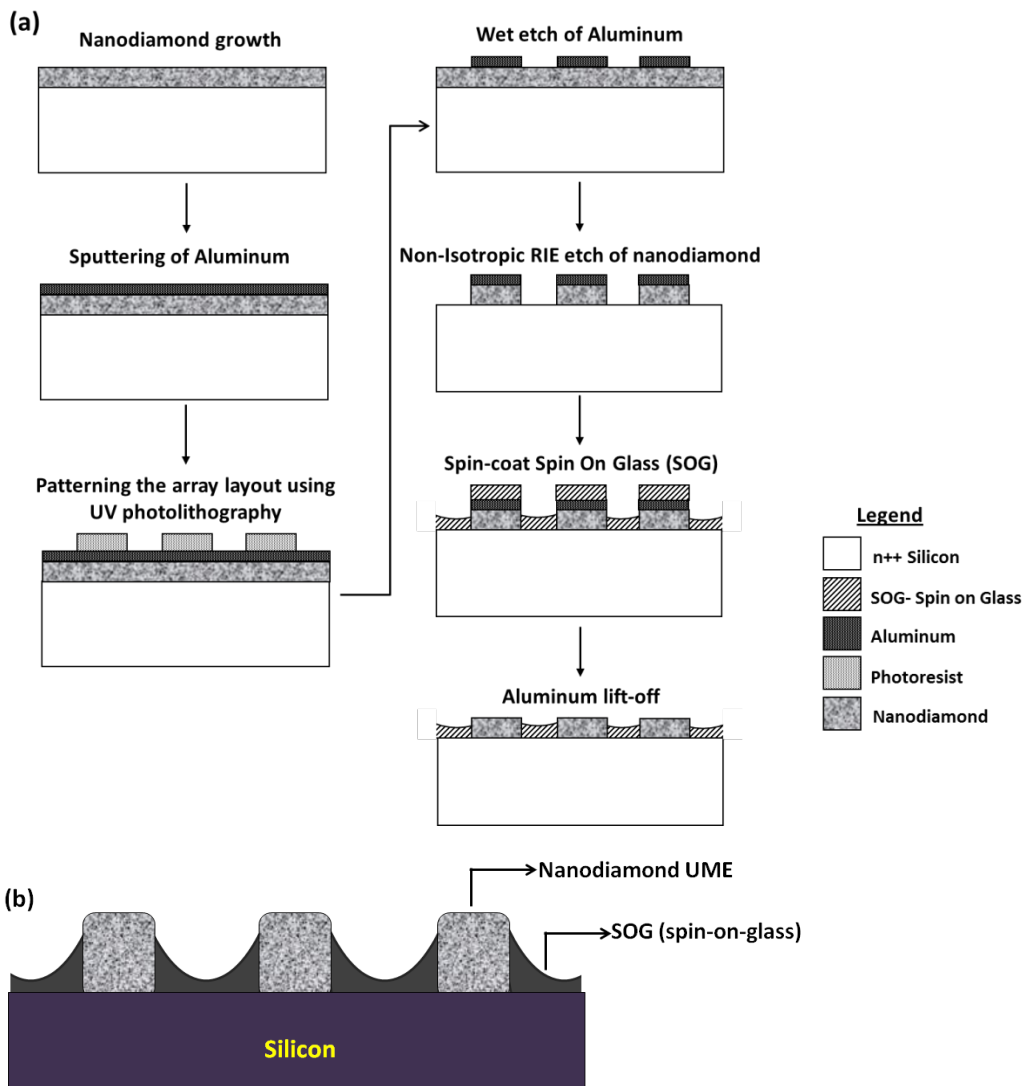 (a)
Nanodiamond growth
Sputtering of Aluminum
Patterning the array layout using
UV photolithography
Wet etch of Aluminum
Non-Isotropic RIE etch of nanodiamond
Spin-coat Spin On Glass (SOG)
Aluminum lift-off
Legend
n++ Silicon
SOG- Spin on Glass
Aluminum
Photoresist
Nanodiamond
(b)
Nanodiamond UME
SOG (spin-on-glass)
Silicon